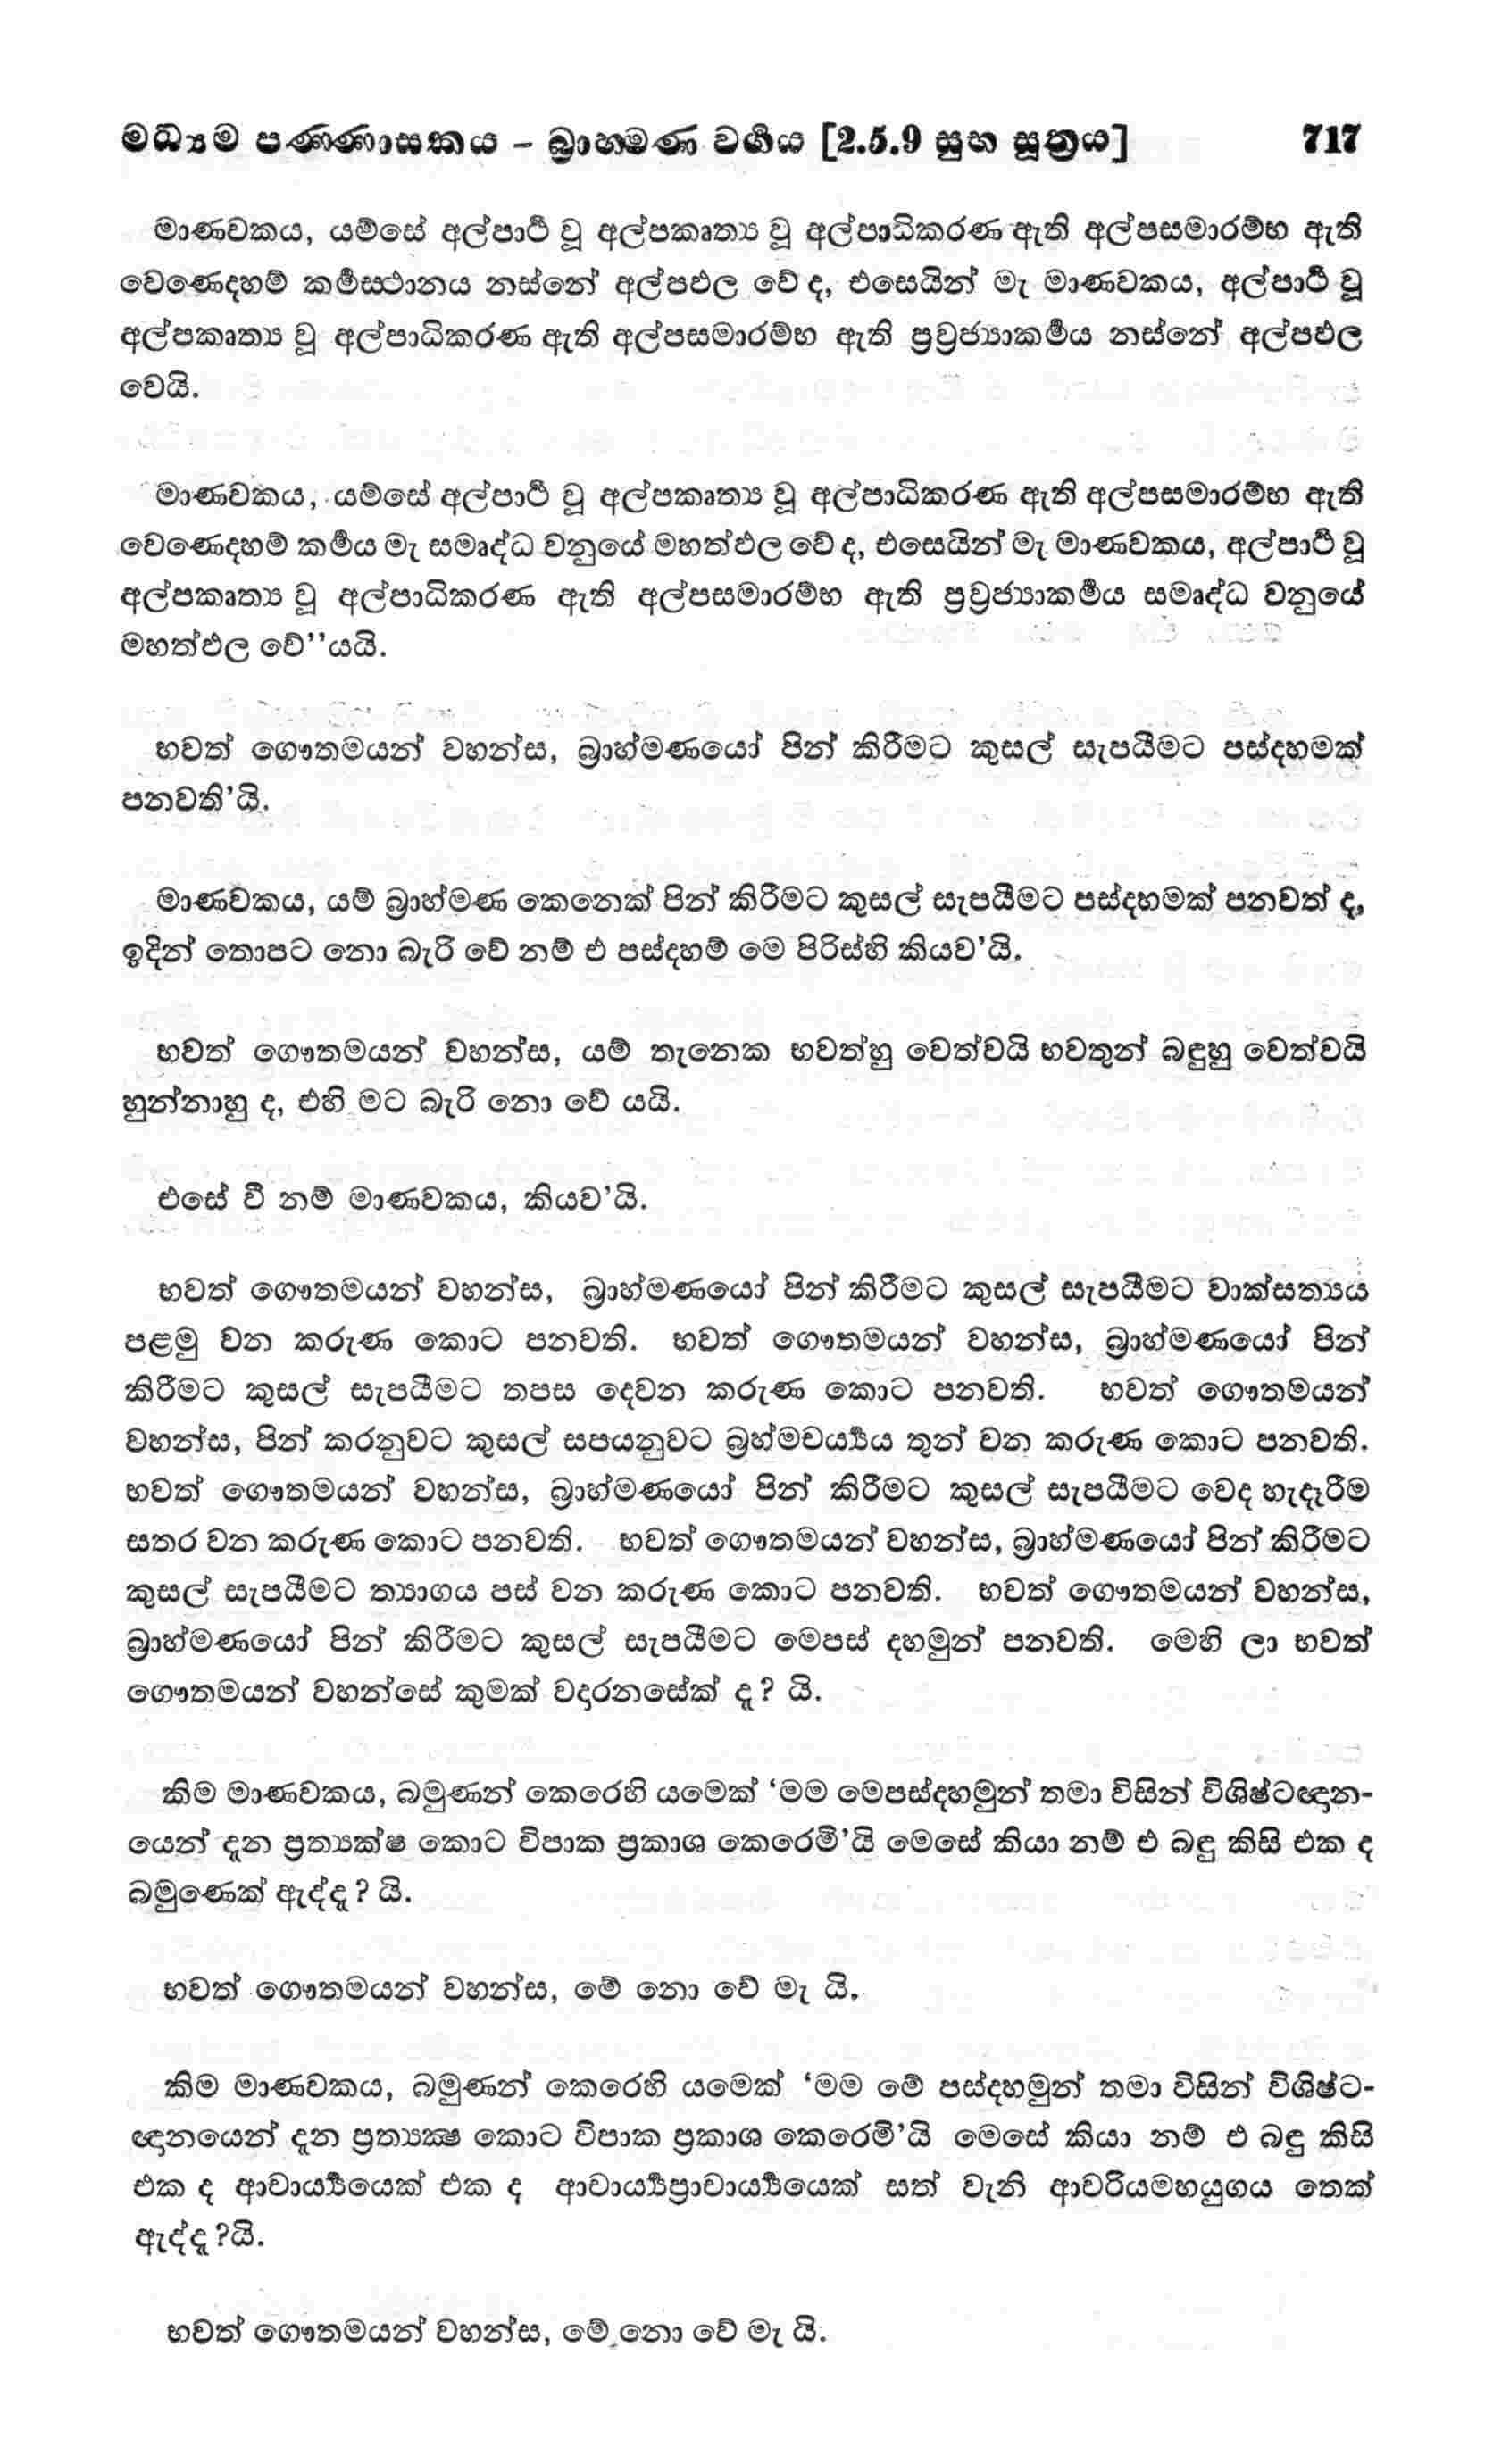 මධ්‍යම පණ්ණාසකය – බ්‍රාහ්මණ වර්‍ගය [2.5.9 සුභ සූත්‍රය] 717
මාණවකය, යම්සේ අල්පාර්‍ථ වූ අල්පකෘත්‍ය වූ අල්පාධිකරණ ඇති අල්පසමාරම්භ ඇති
වෙණෙදහම් කර්‍මස්ථානය නස්නේ අල්පඵල වේ ද, එසෙයින් මැ මාණවකය, අල්පාර්‍ථ වූ
අල්පකෘත්‍ය වූ අල්පාධිකරණ ඇති අල්පසමාරම්භ ඇති ප්‍රව්‍රජ්‍යාකර්‍මය නස්නේ අල්පඵල
වෙයි.
මාණවකය, යම්සේ අල්පාර්‍ථ වූ අල්පකෘත්‍ය වූ අල්පාධිකරණ ඇති අල්පසමාරම්භ ඇති
වෙණෙදහම් කර්‍මය මැ සමෘද්ධ වනුයේ මහත්ඵල වේ ද, එසෙයින් මැ මාණවකය, අල්පාර්‍ථ වූ
අල්පකෘත්‍ය වූ අල්පාධිකරණ ඇති අල්පසමාරම්භ ඇති ප්‍රව්‍රජ්‍යාකර්‍මය සමෘද්ධ වනුයේ
මහත්ඵල වේ’’යයි.
භවත් ගෞතමයන් වහන්ස, බ්‍රාහ්මණයෝ පින් කිරීමට කුසල් සැපයීමට පස්දහමක්
පනවති’යි.
මාණවකය, යම් බ්‍රාහ්මණ කෙනෙක් පින් කිරීමට කුසල් සැපයීමට පස්දහමක් පනවත් ද,
ඉදින් තොපට නො බැරි වේ නම් එ පස්දහම් මෙ පිරිස්හි කියව’යි.
භවත් ගෞතමයන් වහන්ස, යම් තැනෙක භවත්හු වෙත්වයි භවතුන් බඳුහු වෙත්වයි
හුන්නාහු ද, එහි මට බැරි නො වේ යයි.
එසේ වී නම් මාණවකය, කියව’යි.
භවත් ගෞතමයන් වහන්ස, බ්‍රාහ්මණයෝ පින් කිරීමට කුසල් සැපයීමට වාක්සත්‍යය
පළමු වන කරුණ කොට පනවති. භවත් ගෞතමයන් වහන්ස, බ්‍රාහ්මණයෝ පින්
කිරීමට කුසල් සැපයීමට තපස දෙවන කරුණ කොට පනවති. භවත් ගෞතමයන්
වහන්ස, පින් කරනුවට කුසල් සපයනුවට බ්‍රහ්මචර්‍ය්‍යය තුන් වන කරුණ කොට පනවති.
භවත් ගෞතමයන් වහන්ස, බ්‍රාහ්මණයෝ පින් කිරීමට කුසල් සැපයීමට වෙද හැදෑරීම
සතර වන කරුණ කොට පනවති. භවත් ගෞතමයන් වහන්ස, බ්‍රාහ්මණයෝ පින් කිරීමට
කුසල් සැපයීමට ත්‍යාගය පස් වන කරුණ කොට පනවති. භවත් ගෞතමයන් වහන්ස,
බ්‍රාහ්මණයෝ පින් කිරීමට කුසල් සැපයීමට මෙපස් දහමුන් පනවති. මෙහි ලා භවත්
ගෞතමයන් වහන්සේ කුමක් වදාරනසේක් ද? යි.
කිම මාණවකය, බමුණන් කෙරෙහි යමෙක් ‘මම මෙපස්දහමුන් තමා විසින් විශිෂ්ටඥාන-
යෙන් දැන ප්‍රත්‍යක්ෂ කොට විපාක ප්‍රකාශ කෙරෙමි’යි මෙසේ කියා නම් එ බඳු කිසි එක ද
බමුණෙක් ඇද්ද? යි.
භවත් ගෞතමයන් වහන්ස, මේ නො වේ මැ යි.
කිම මාණවකය, බමුණන් කෙරෙහි යමෙක් ‘මම මේ පස්දහමුන් තමා විසින් විශිෂ්ට-
ඥානයෙන් දැන ප්‍රත්‍යක්‍ෂ කොට විපාක ප්‍රකාශ කෙරෙමි’යි මෙසේ කියා නම් එ බඳු කිසි
එක ද ආචාර්‍ය්‍යයෙක් එක ද ආචාර්‍ය්‍යප්‍රාචාර්‍ය්‍යයෙක් සත් වැනි ආචරියමහයුගය තෙක්
ඇද්ද?යි.
භවත් ගෞතමයන් වහන්ස, මේ නො වේ මැ යි.